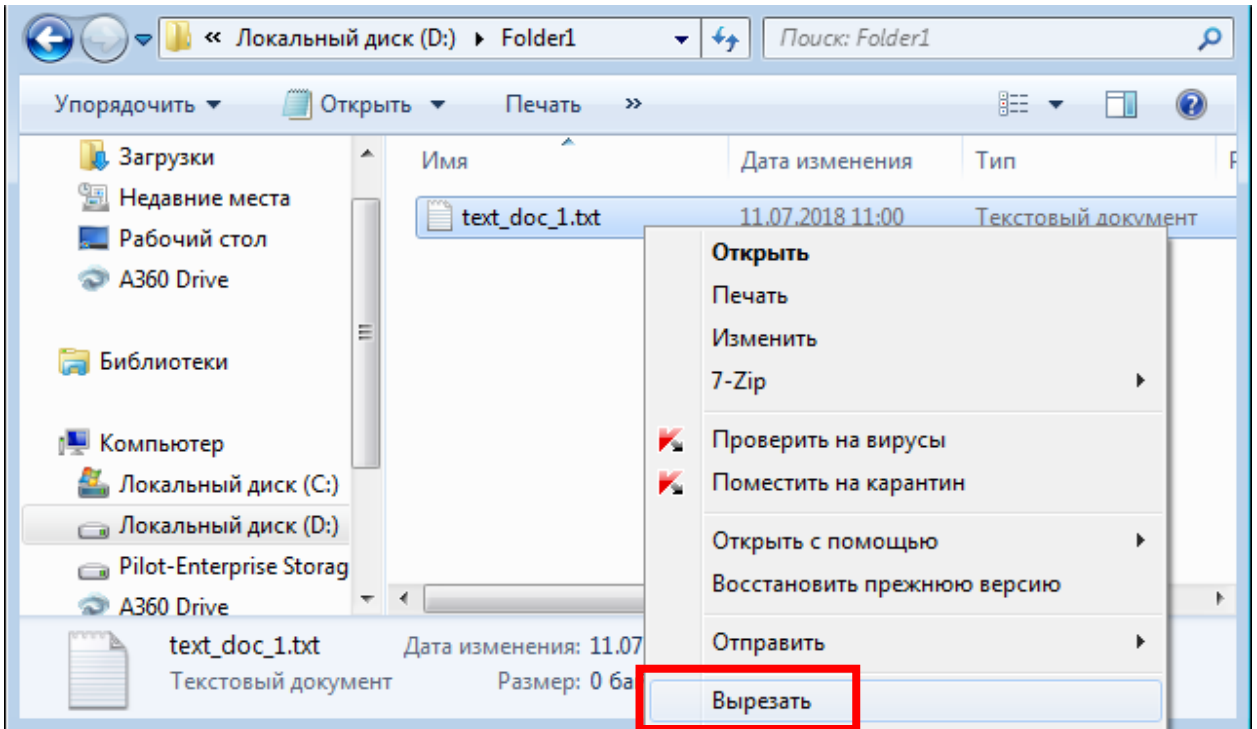 « Локальный диск (D:) ▸ Folder1
Поиск: Folder1
Упорядочить ▾ Открыть ▾ Печать »
Загрузки
Недавние места
Рабочий стол
A360 Drive
Библиотеки
Компьютер
Локальный диск (C:)
Локальный диск (D:)
Pilot-Enterprise Storag
A360 Drive
Имя Дата изменения Тип
text_doc_1.txt 11.07.2018 11:00 Текстовый документ
Открыть
Печать
Изменить
7-Zip
Проверить на вирусы
Поместить на карантин
Открыть с помощью
Восстановить прежнюю версию
Отправить
Вырезать
text_doc_1.txt Дата изменения: 11.07
Текстовый документ Размер: 0 ба